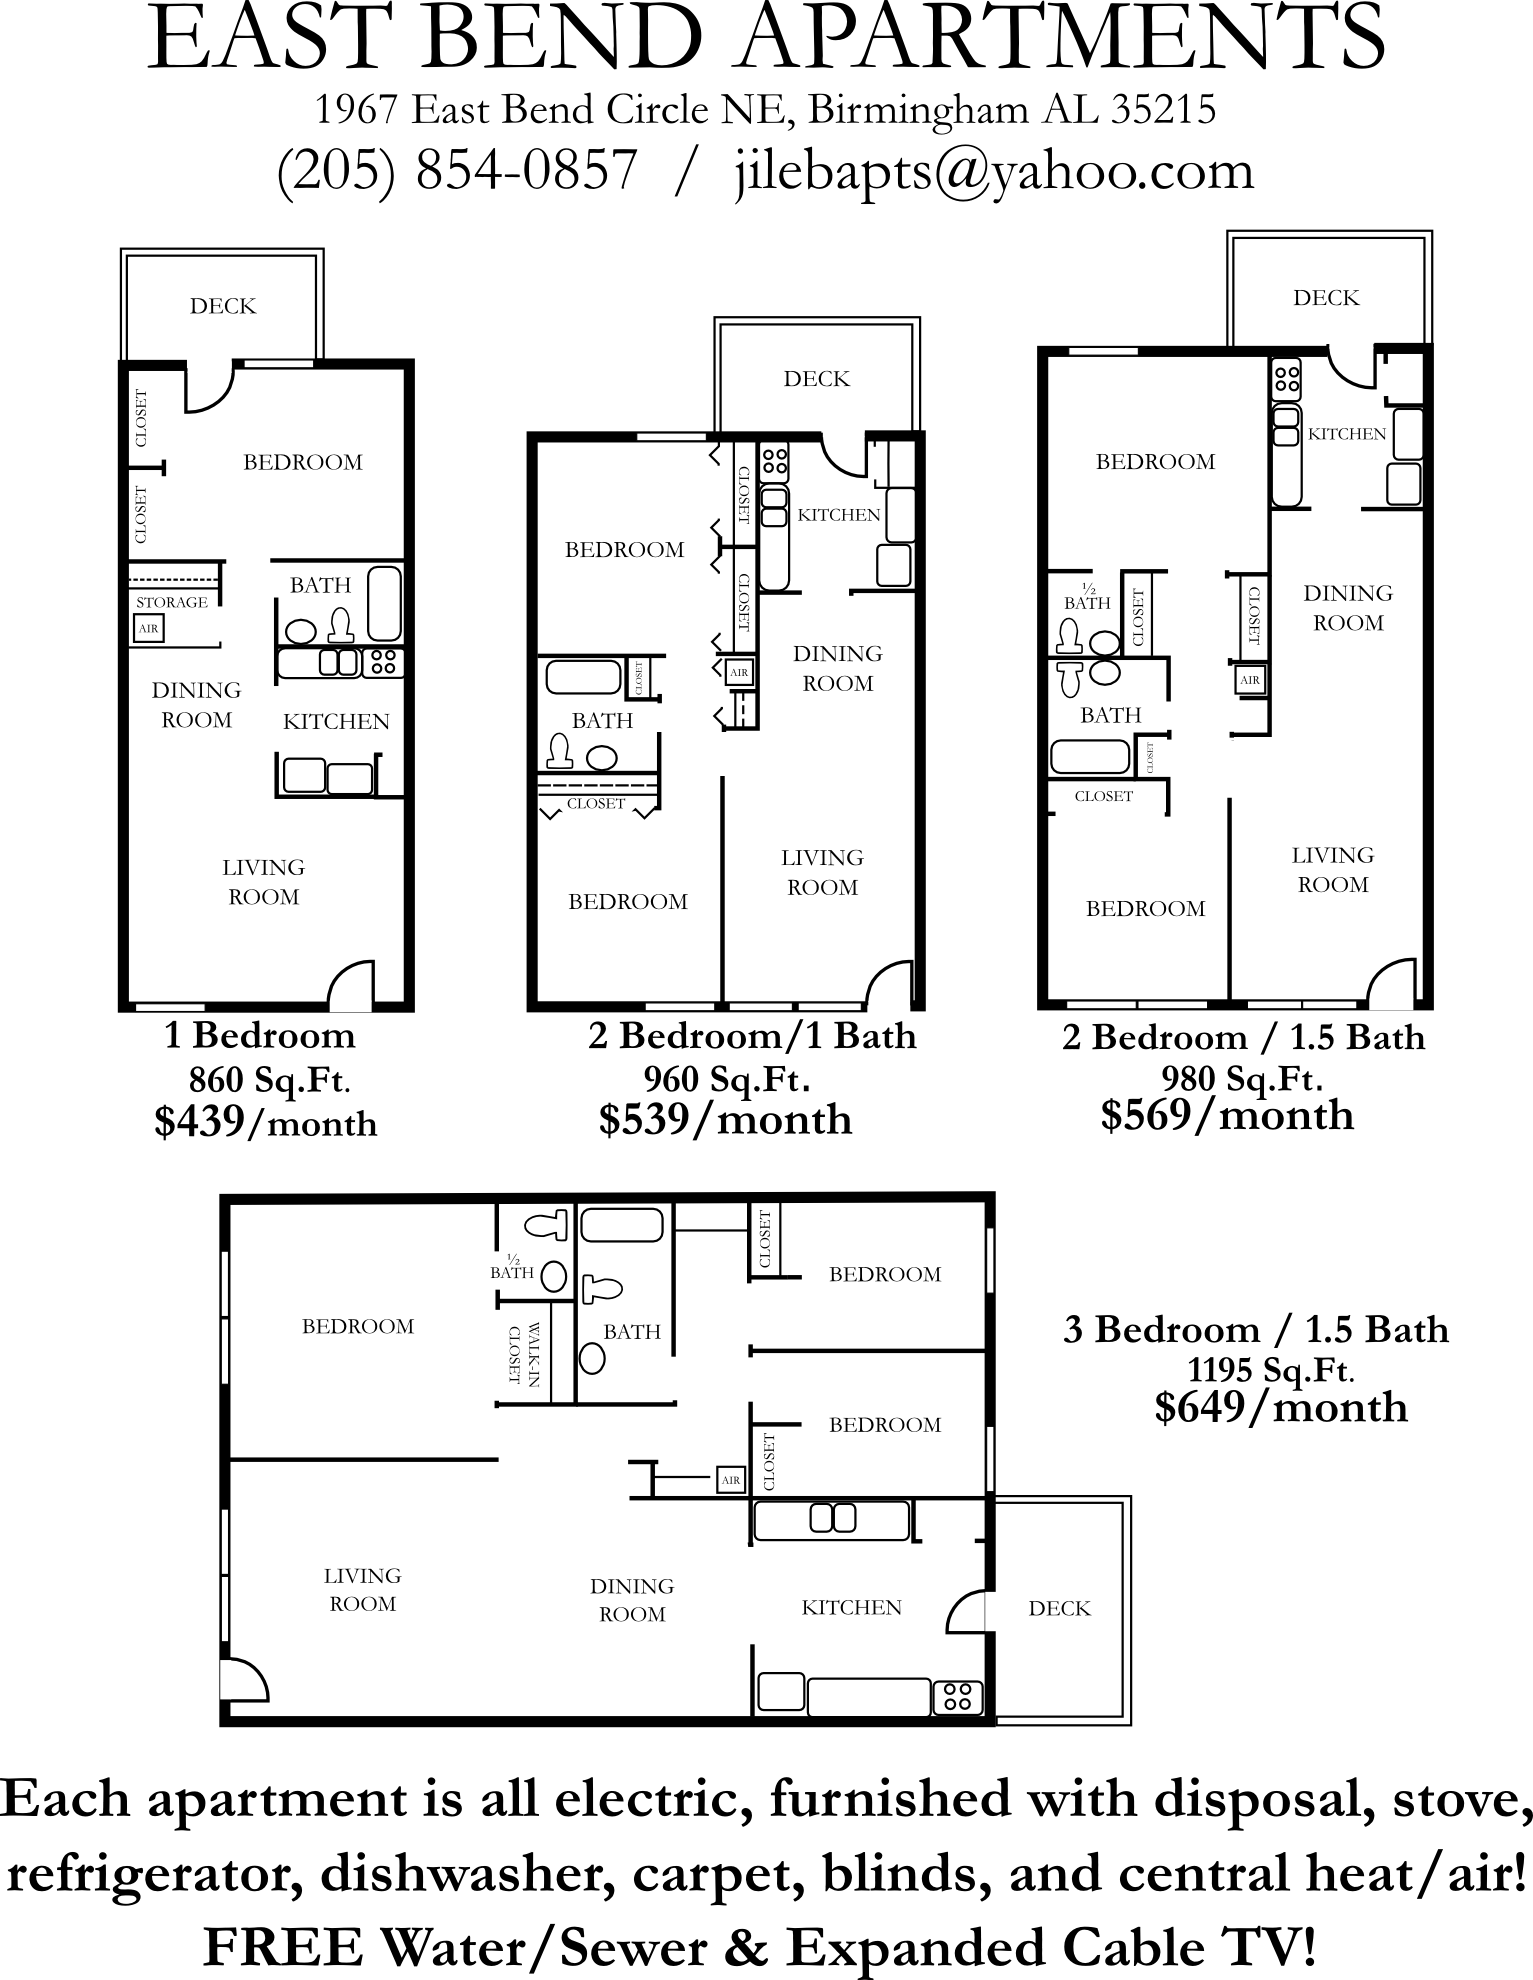 EAST BEND APARTMENTS
1967 East Bend Circle NE, Birmingham AL 35215
(205) 854-0857 / jilebapts@yahoo.com
DECK
CLOSET
BEDROOM
CLOSET
BATH
STORAGE
AIR
DINING
ROOM
KITCHEN
LIVING
ROOM
1 Bedroom
860 Sq.Ft.
$439/month
DECK
CLOSET
KITCHEN
BEDROOM
CLOSET
DINING
ROOM
AIR
CLOSET
BATH
CLOSET
LIVING
ROOM
BEDROOM
2 Bedroom/1 Bath
960 Sq.Ft.
$539/month
DECK
KITCHEN
BEDROOM
½
BATH
CLOSET
CLOSET
DINING
ROOM
AIR
BATH
CLOSET
CLOSET
LIVING
ROOM
BEDROOM
2 Bedroom / 1.5 Bath
980 Sq.Ft.
$569/month
BEDROOM
½
BATH
WALK-IN
CLOSET
BATH
CLOSET
BEDROOM
BEDROOM
CLOSET
AIR
LIVING
ROOM
DINING
ROOM
KITCHEN
DECK
3 Bedroom / 1.5 Bath
1195 Sq.Ft.
$649/month
Each apartment is all electric, furnished with disposal, stove,
refrigerator, dishwasher, carpet, blinds, and central heat/air!
FREE Water/Sewer & Expanded Cable TV!